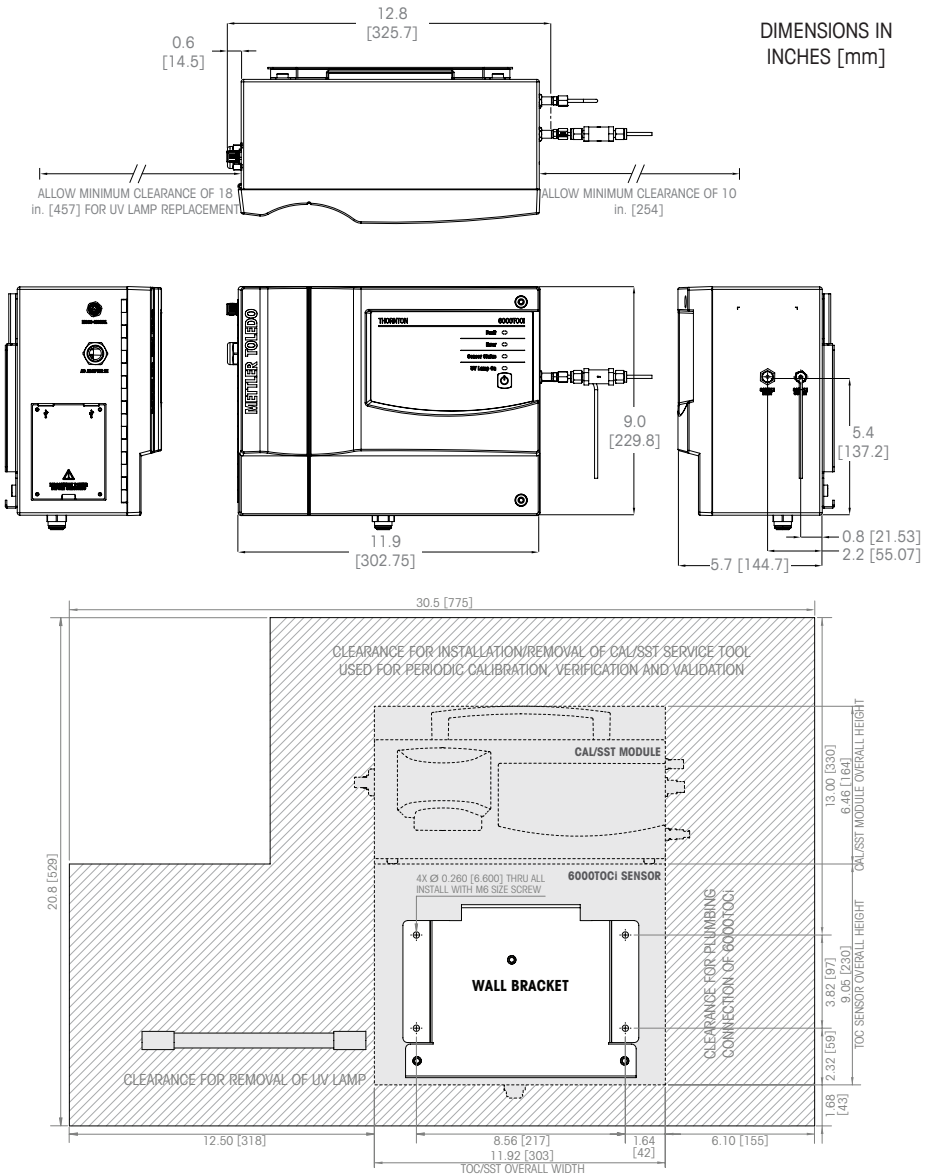 12.8
[325.7]
DIMENSIONS IN
INCHES [mm]
0.6
[14.5]
ALLOW MINIMUM CLEARANCE OF 18
in. [457] FOR UV LAMP REPLACEMENT
ALLOW MINIMUM CLEARANCE OF 10
in. [254]
METTLER TOLEDO
THORNTON 6000TOCi
Fault
Error
Sensor Status
UV Lamp On
9.0
[229.8]
11.9
[302.75]
5.4
[137.2]
0.8 [21.53]
2.2 [55.07]
5.7 [144.7]
30.5 [775]
CLEARANCE FOR INSTALLATION/REMOVAL OF CAL/SST SERVICE TOOL
USED FOR PERIODIC CALIBRATION, VERIFICATION AND VALIDATION
CAL/SST MODULE
13.00 [330]
6.46 [164]
CAL/SST MODULE OVERALL HEIGHT
20.8 [529]
4X Ø 0.260 [6.600] THRU ALL
INSTALL WITH M6 SIZE SCREW
6000TOCi SENSOR
WALL BRACKET
CLEARANCE FOR PLUMBING
CONNECTION OF 6000TOCi
3.82 [97]
9.05 [230]
TOC SENSOR OVERALL HEIGHT
2.32 [59]
1.68
[43]
CLEARANCE FOR REMOVAL OF UV LAMP
12.50 [318]
8.56 [217]
1.64
[42]
6.10 [155]
11.92 [303]
TOC/SST OVERALL WIDTH